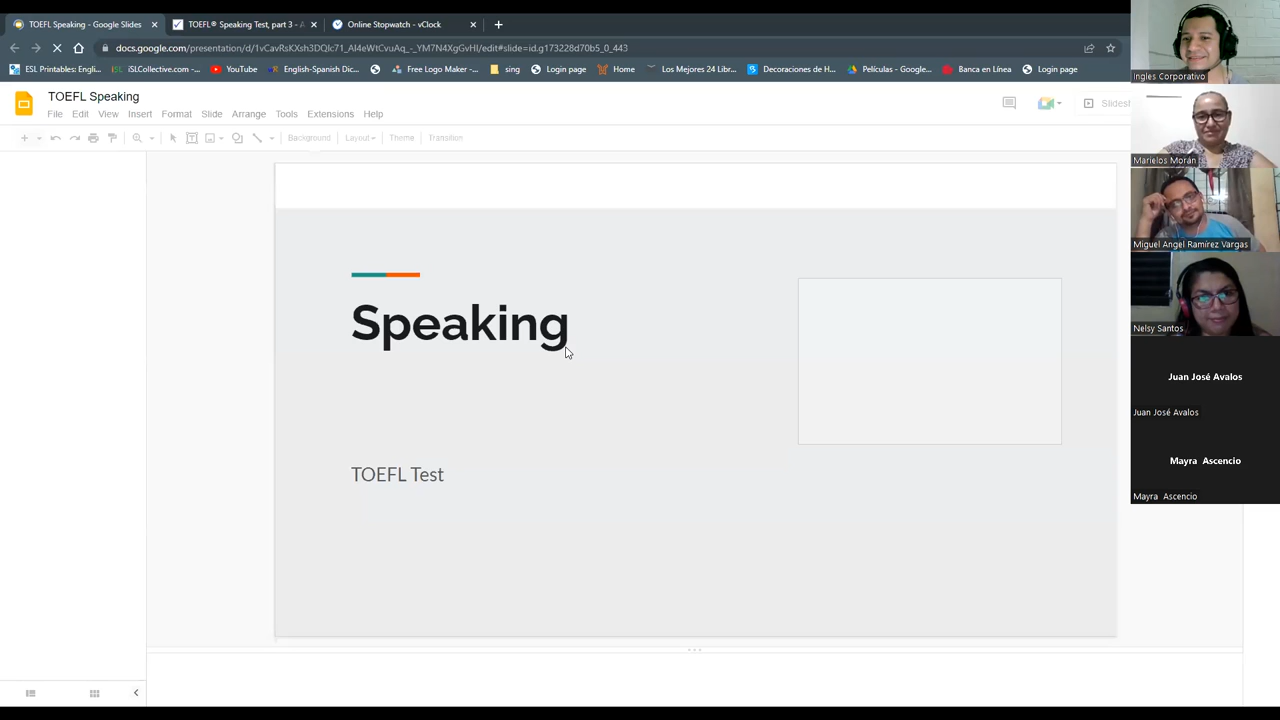 TOEFL Speaking - Google Slides
TOEFL® Speaking Test, part 3 - A
Online Stopwatch - vClock
docs.google.com/presentation/d/1vCavRsKXsh3DQlc71_AI4eWtCvuAq_-_YM7N4XgGvHI/edit#slide=id.g173228d70b5_0_443
ESL Printables: Engli...
iSLCollective.com -...
YouTube
English-Spanish Dic...
Login page
Free Logo Maker -...
sing
Login page
Home
Los Mejores 24 Libr...
Decoraciones de H...
Películas - Google...
Banca en Línea
Login page
TOEFL Speaking
File Edit View Insert Format Slide Arrange Tools Extensions Help
Slidesh
Background Layout Theme Transition
Speaking
TOEFL Test
Ingles Corporativo
Marielos Morán
Miguel Angel Ramírez Vargas
Nelsy Santos
Juan José Avalos
Juan José Avalos
Mayra Ascencio
Mayra Ascencio